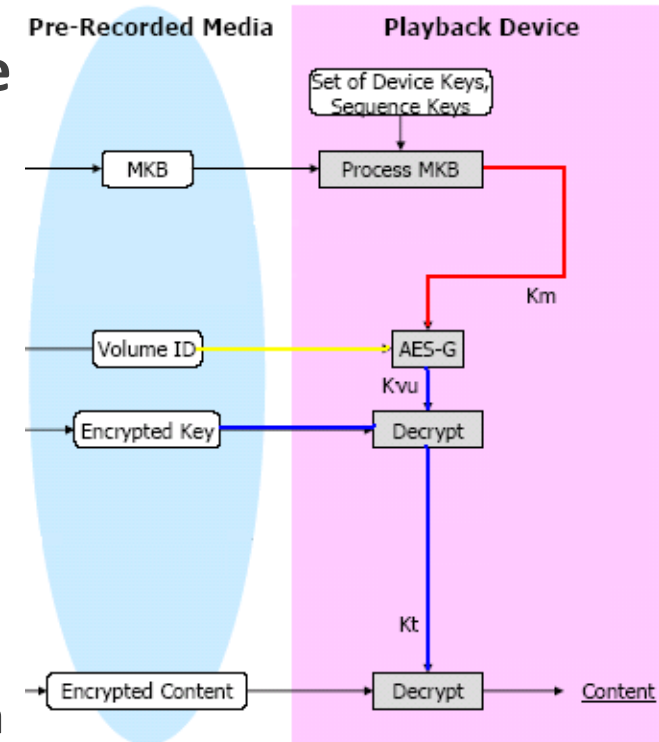 Pre-Recorded Media
Playback Device
e
Set of Device Keys,
Sequence Keys
MKB
Process MKB
Km
Volume ID
AES-G
Kvu
Encrypted Key
Decrypt
Kt
Encrypted Content
Decrypt
Content